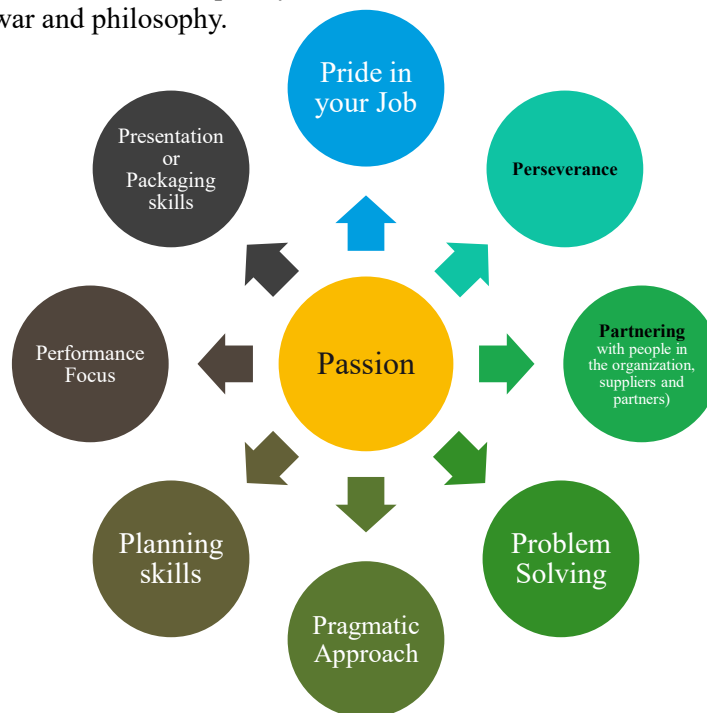 war and philosophy.
Pride in
your Job
Perseverance
Partnering
with people in
the organization,
suppliers and
partners)
Problem
Solving
Pragmatic
Approach
Planning
skills
Performance
Focus
Presentation
or
Packaging
skills
Passion